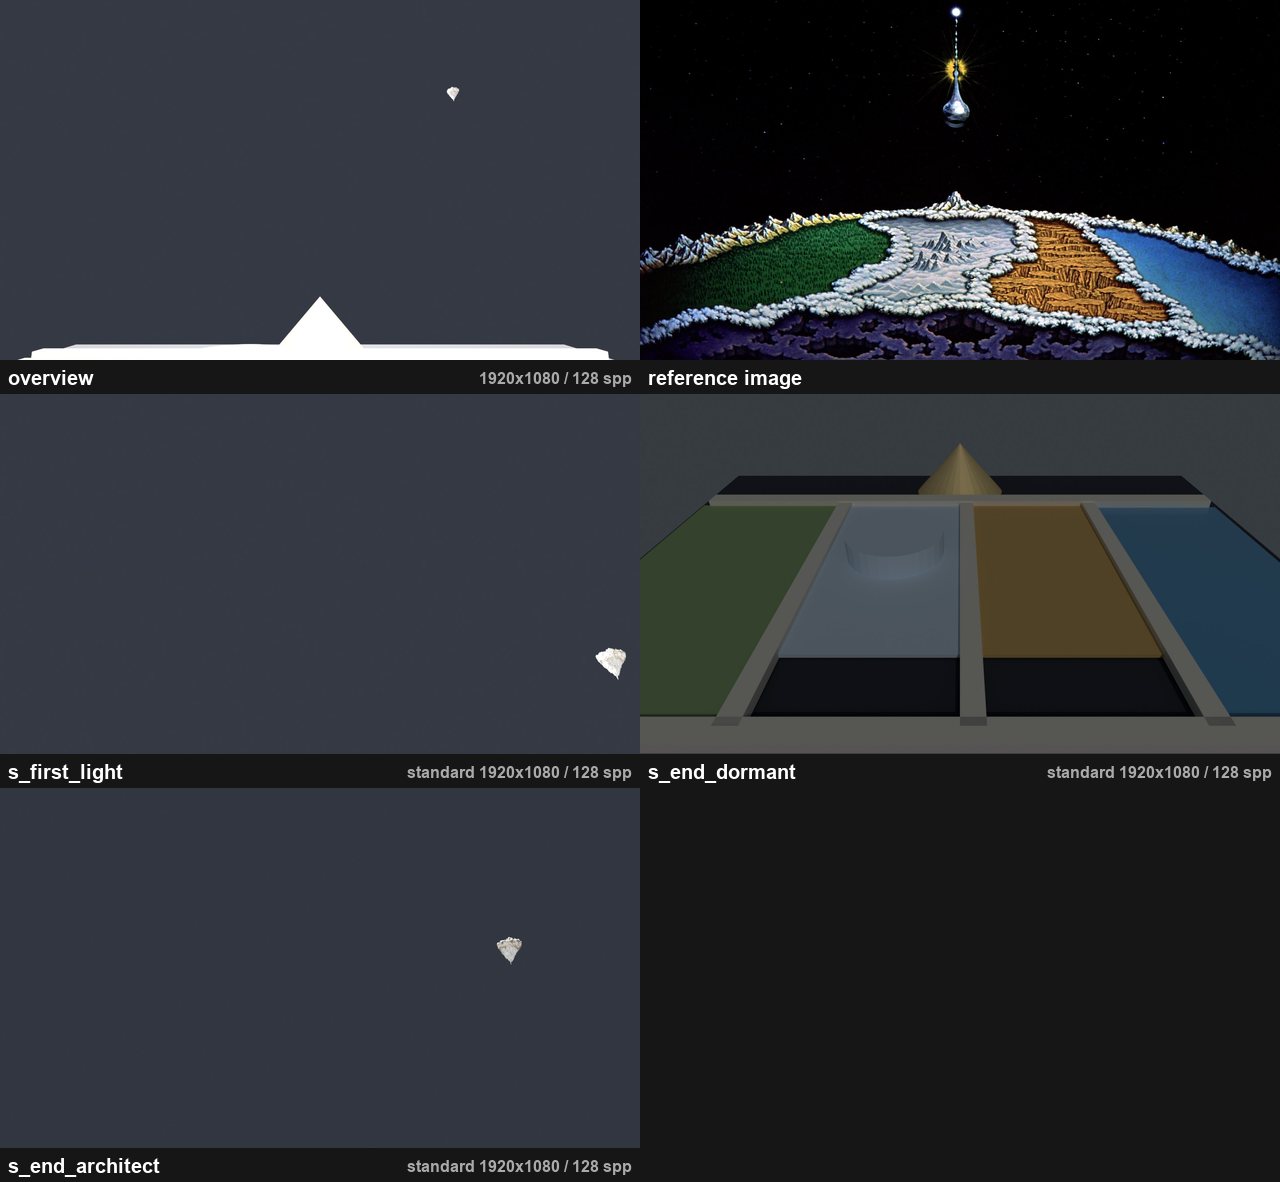 overview 1920x1080 / 128 spp
reference image
s_first_light standard 1920x1080 / 128 spp
s_end_dormant standard 1920x1080 / 128 spp
s_end_architect standard 1920x1080 / 128 spp